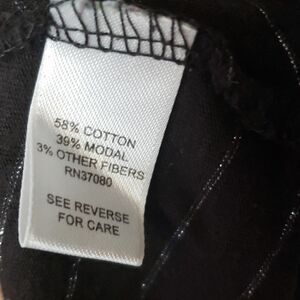 58% COTTON
39% MODAL
3% OTHER FIBERS
RN37080
SEE REVERSE
FOR CARE